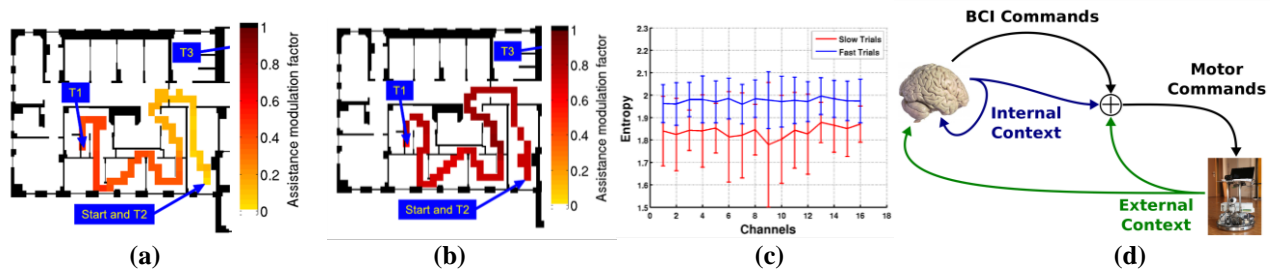 T3
T1
Start and T2
1
0.8
0.6
0.4
0.2
0
Assistance modulation factor
(a)
T3
T1
Start and T2
1
0.8
0.6
0.4
0.2
0
Assistance modulation factor
(b)
2.3
2.2
2.1
2
1.9
1.8
1.7
1.6
1.5
Entropy
Slow Trials
Fast Trials
0 2 4 6 8 10 12 14 16 18
Channels
(c)
BCI Commands
Motor
Commands
Internal
Context
External
Context
(d)